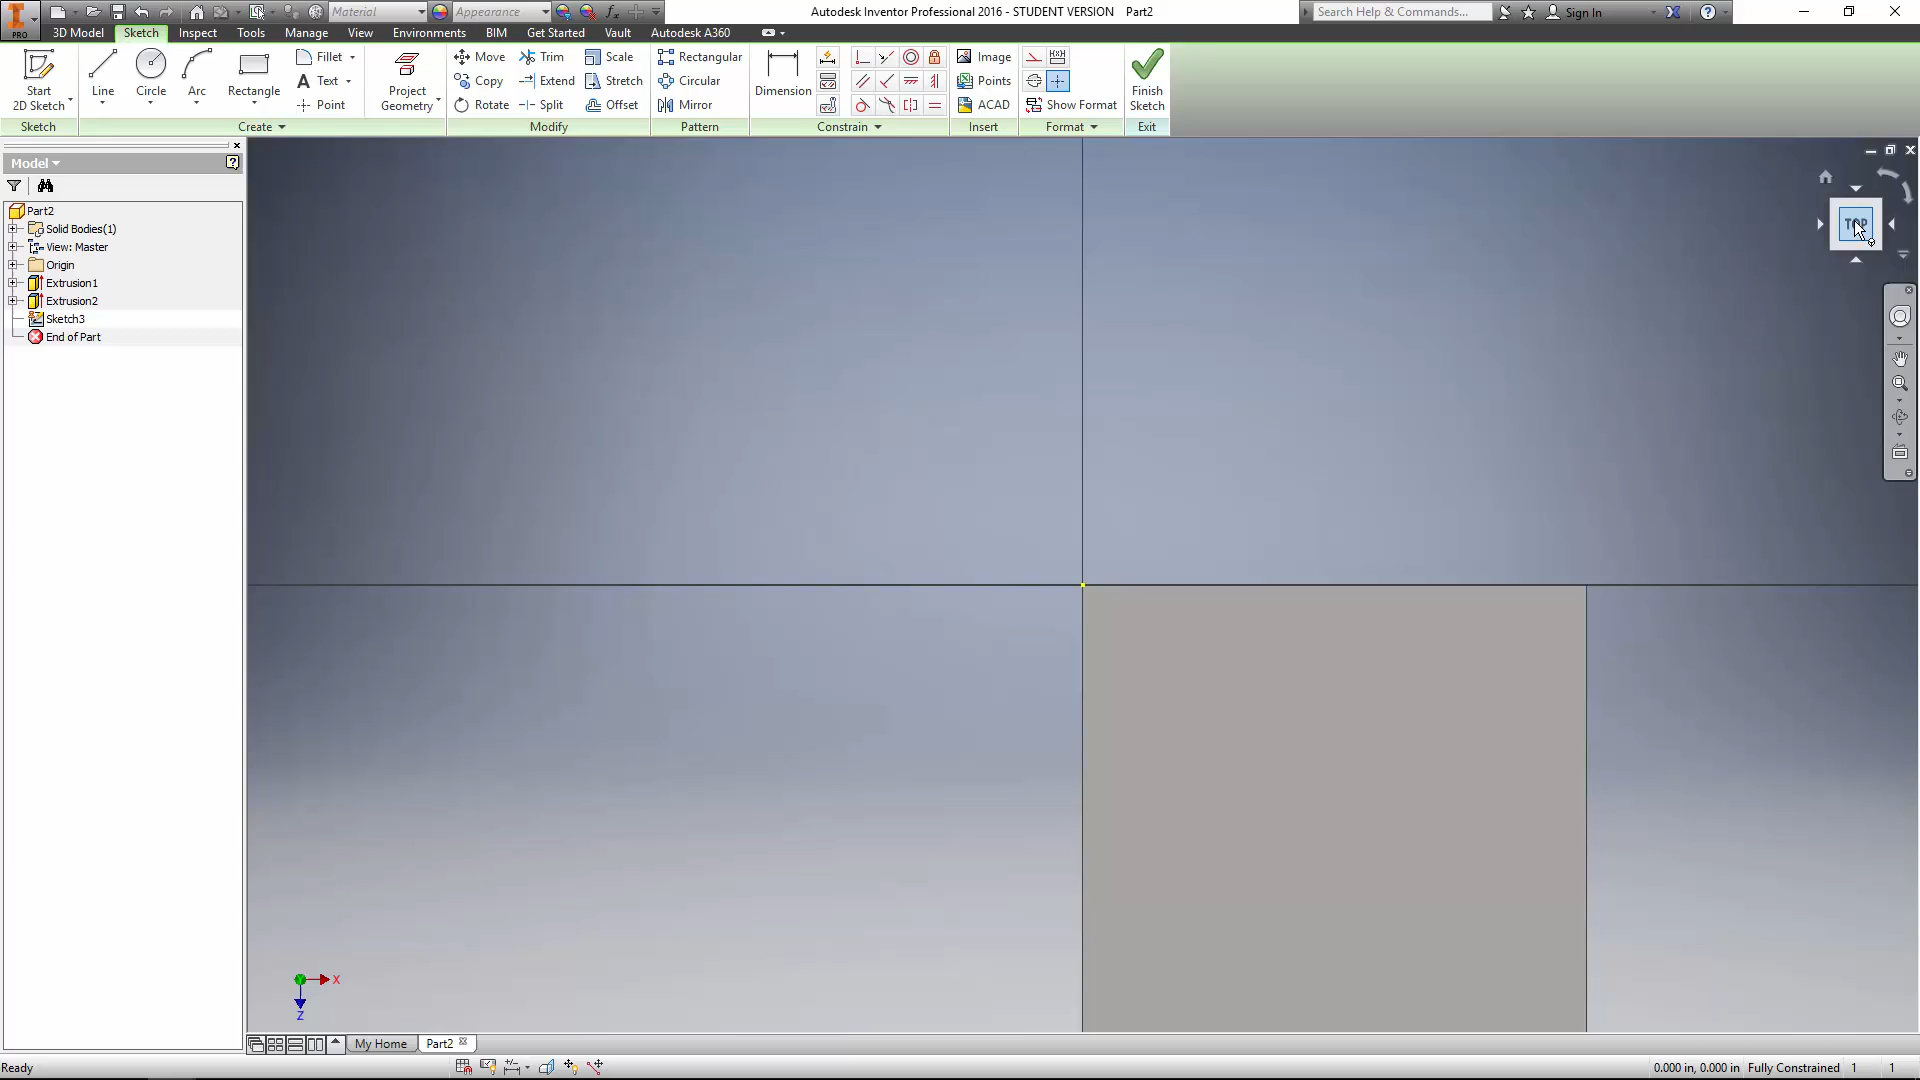 Material
Appearance
Autodesk Inventor Professional 2016 - STUDENT VERSION Part2
Search Help & Commands...
Sign In
PRO
3D Model
Sketch
Inspect
Tools
Manage
View
Environments
BIM
Get Started
Vault
Autodesk A360
Start
2D Sketch
Line
Circle
Arc
Rectangle
Fillet
Text
Point
Project
Geometry
Move
Copy
Rotate
Trim
Extend
Split
Scale
Stretch
Offset
Rectangular
Circular
Mirror
Dimension
Image
Points
ACAD
Show Format
Finish
Sketch
Sketch
Create
Modify
Pattern
Constrain
Insert
Format
Exit
Model
Part2
Solid Bodies(1)
View: Master
Origin
Extrusion1
Extrusion2
Sketch3
End of Part
TOP
X
Z
My Home
Part2
Ready
0.000 in, 0.000 in
Fully Constrained
1
1